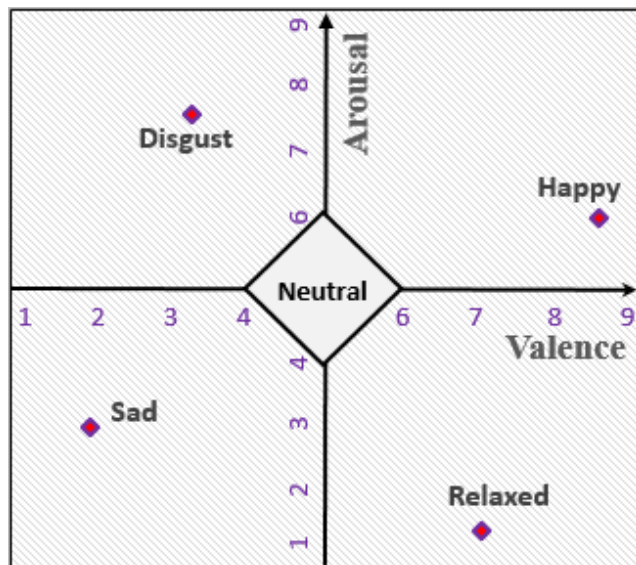 9
Arousal
8
Disgust
7
Happy
6
Neutral
1 2 3 4 6 7 8 9
Valence
4
Sad
3
Relaxed
2
1